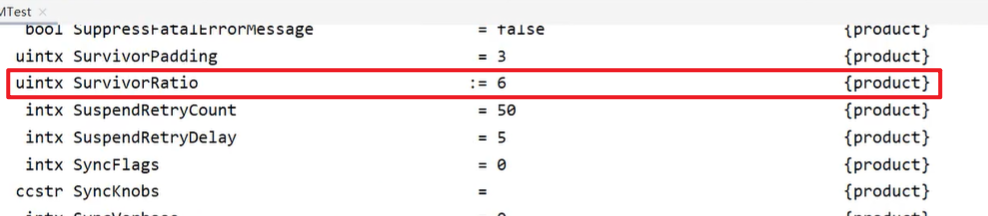 MTest ×
bool SuppressFatalErrorMessage = false {product}
uintx SurvivorPadding = 3 {product}
uintx SurvivorRatio := 6 {product}
intx SuspendRetryCount = 50 {product}
intx SuspendRetryDelay = 5 {product}
intx SyncFlags = 0 {product}
ccstr SyncKnobs = {product}